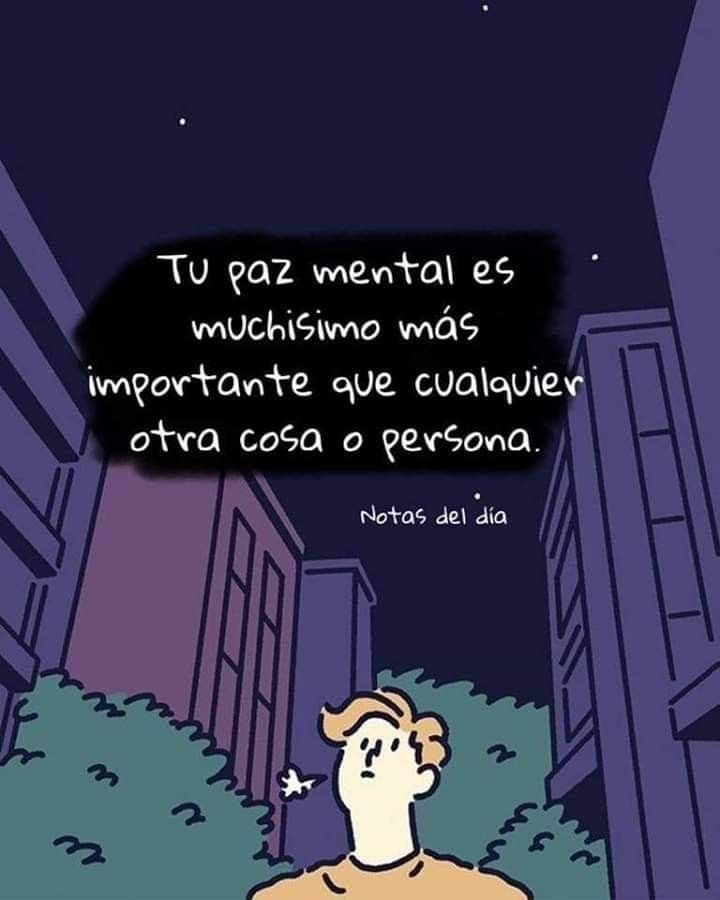 Tu paz mental es
muchisimo más
importante que cualquier
otra cosa o persona.
Notas del día